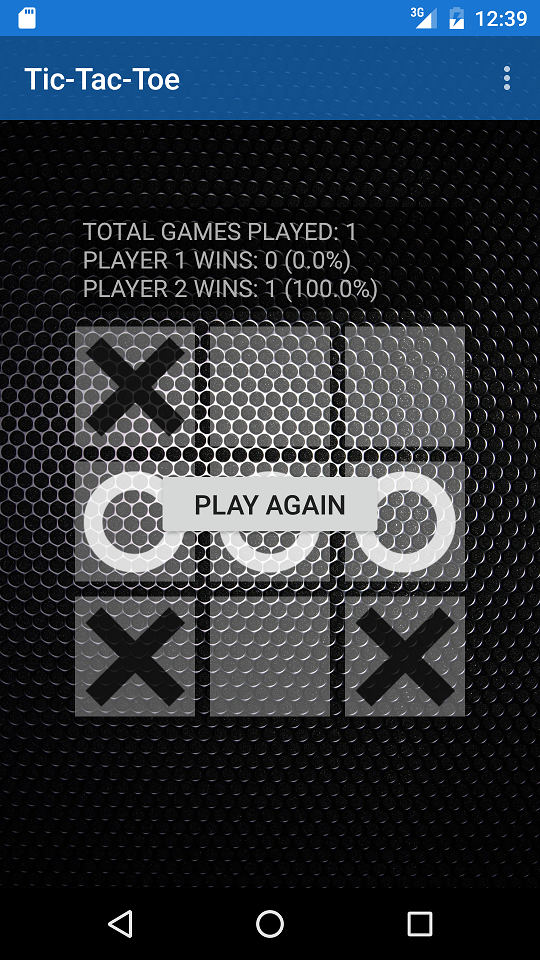 3G 12:39
Tic-Tac-Toe
TOTAL GAMES PLAYED: 1
PLAYER 1 WINS: 0 (0.0%)
PLAYER 2 WINS: 1 (100.0%)
PLAY AGAIN